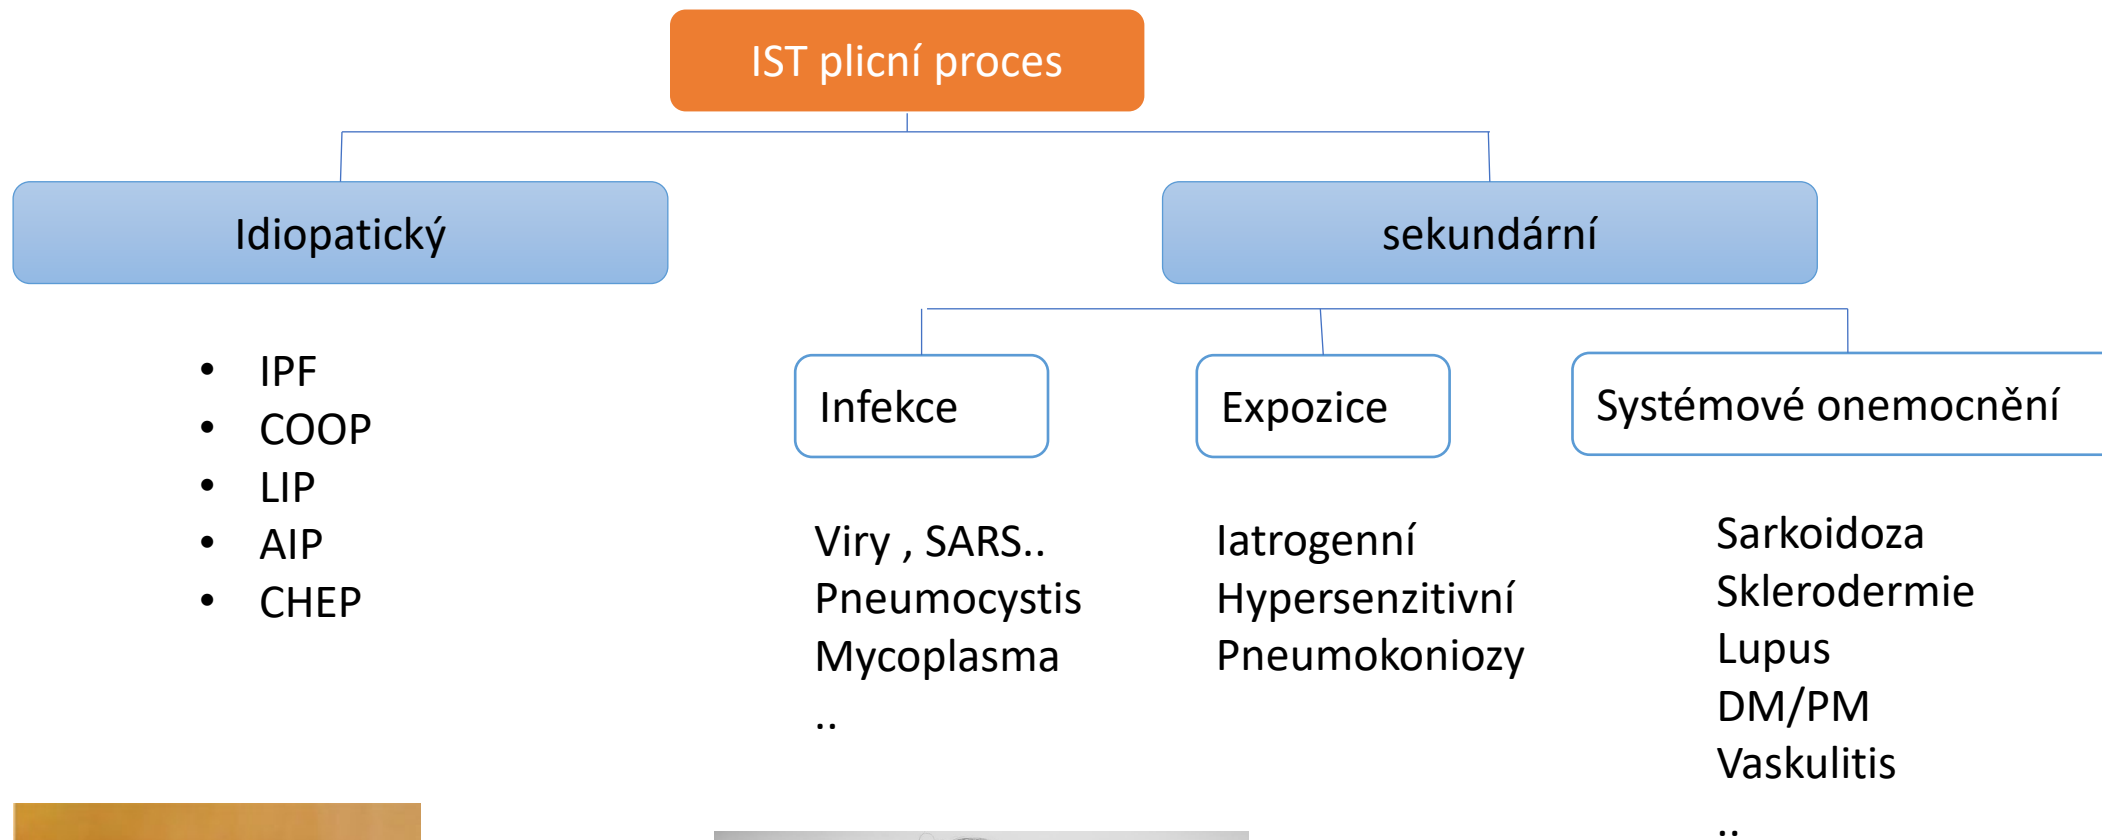 IST plicní proces
Idiopatický
sekundární
• IPF
• COOP
• LIP
• AIP
• CHEP
Infekce
Expozice
Systémové onemocnění
Viry , SARS..
Pneumocystis
Mycoplasma
..
Iatrogenní
Hypersenzitivní
Pneumokoniozy
Sarkoidoza
Sklerodermie
Lupus
DM/PM
Vaskulitis
..